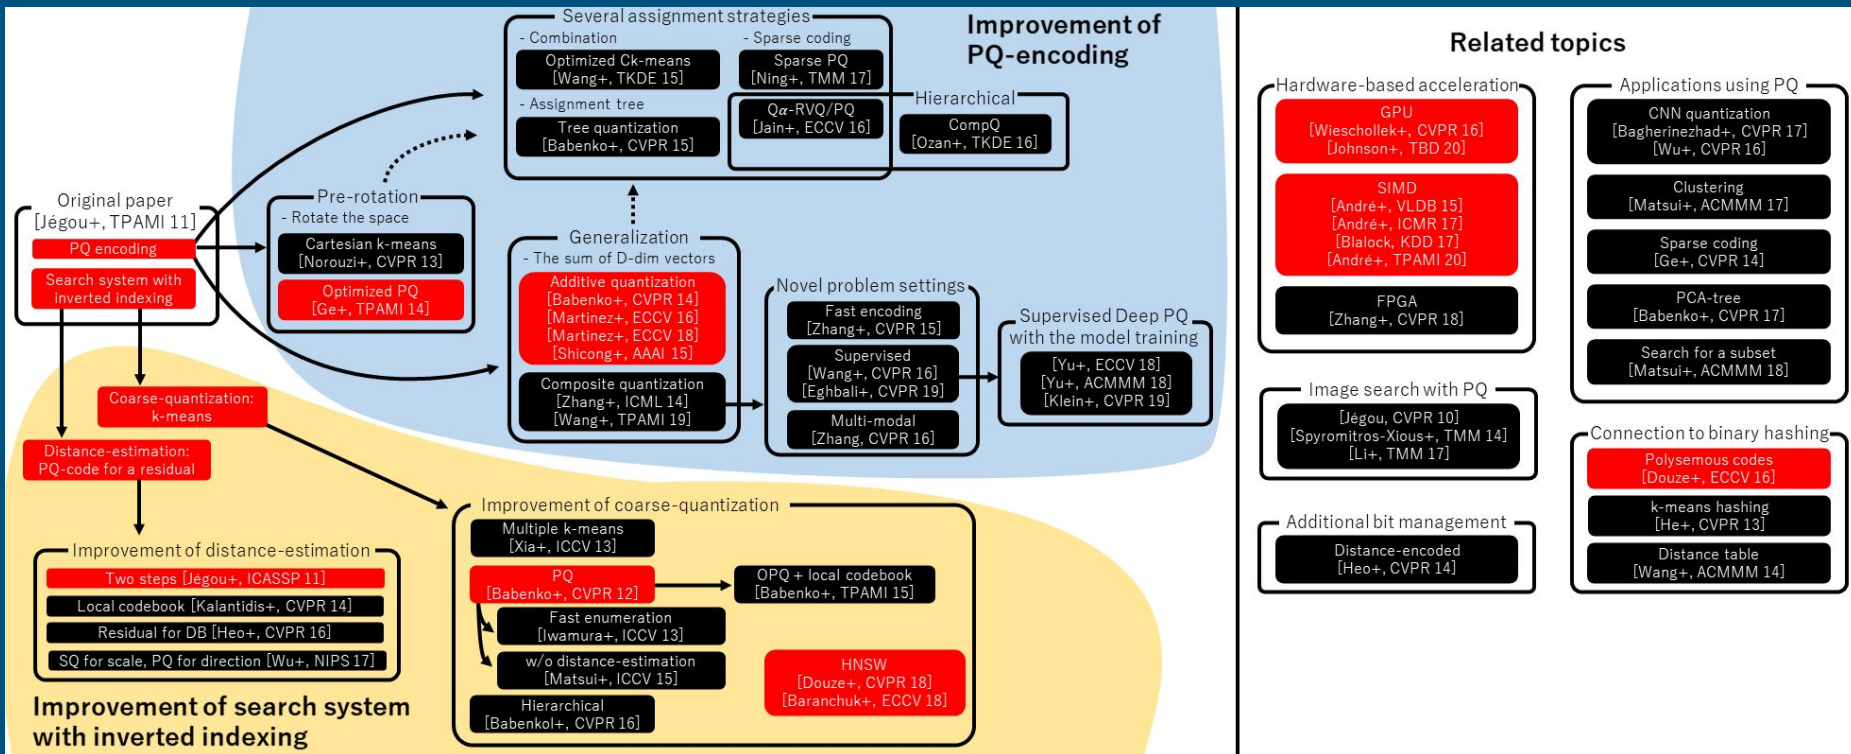 Several assignment strategies
- Combination
Optimized Ck-means
[Wang+, TKDE 15]
- Assignment tree
Tree quantization
[Babenko+, CVPR 15]
- Sparse coding
Sparse PQ
[Ning+, TMM 17]
Qα-RVQ/PQ
[Jain+, ECCV 16]
Hierarchical
CompQ
[Ozan+, TKDE 16]
Improvement of
PQ-encoding
Original paper
[Jégou+, TPAMI 11]
PQ encoding
Search system with
inverted indexing
Pre-rotation
- Rotate the space
Cartesian k-means
[Norouzi+, CVPR 13]
Optimized PQ
[Ge+, TPAMI 14]
Generalization
- The sum of D-dim vectors
Additive quantization
[Babenko+, CVPR 14]
[Martinez+, ECCV 16]
[Martinez+, ECCV 18]
[Shicong+, AAAI 15]
Composite quantization
[Zhang+, ICML 14]
[Wang+, TPAMI 19]
Novel problem settings
Fast encoding
[Zhang+, CVPR 15]
Supervised
[Wang+, CVPR 16]
[Eghbali+, CVPR 19]
Multi-modal
[Zhang, CVPR 16]
Supervised Deep PQ
with the model training
[Yu+, ECCV 18]
[Yu+, ACMMM 18]
[Klein+, CVPR 19]
Coarse-quantization:
k-means
Distance-estimation:
PQ-code for a residual
Improvement of distance-estimation
Two steps [Jégou+, ICASSP 11]
Local codebook [Kalantidis+, CVPR 14]
Residual for DB [Heo+, CVPR 16]
SQ for scale, PQ for direction [Wu+, NIPS 17]
Improvement of coarse-quantization
Multiple k-means
[Xia+, ICCV 13]
PQ
[Babenko+, CVPR 12]
OPQ + local codebook
[Babenko+, TPAMI 15]
Fast enumeration
[Iwamura+, ICCV 13]
w/o distance-estimation
[Matsui+, ICCV 15]
Hierarchical
[Babenkol+, CVPR 16]
HNSW
[Douze+, CVPR 18]
[Baranchuk+, ECCV 18]
Improvement of search system
with inverted indexing
Related topics
Hardware-based acceleration
GPU
[Wieschollek+, CVPR 16]
[Johnson+, TBD 20]
SIMD
[André+, VLDB 15]
[André+, ICMR 17]
[Blalock, KDD 17]
[André+, TPAMI 20]
FPGA
[Zhang+, CVPR 18]
Image search with PQ
[Jégou, CVPR 10]
[Spyromitros-Xious+, TMM 14]
[Li+, TMM 17]
Additional bit management
Distance-encoded
[Heo+, CVPR 14]
Applications using PQ
CNN quantization
[Bagherinezhad+, CVPR 17]
[Wu+, CVPR 16]
Clustering
[Matsui+, ACMMM 17]
Sparse coding
[Ge+, CVPR 14]
PCA-tree
[Babenko+, CVPR 17]
Search for a subset
[Matsui+, ACMMM 18]
Connection to binary hashing
Polysemous codes
[Douze+, ECCV 16]
k-means hashing
[He+, CVPR 13]
Distance table
[Wang+, ACMMM 14]